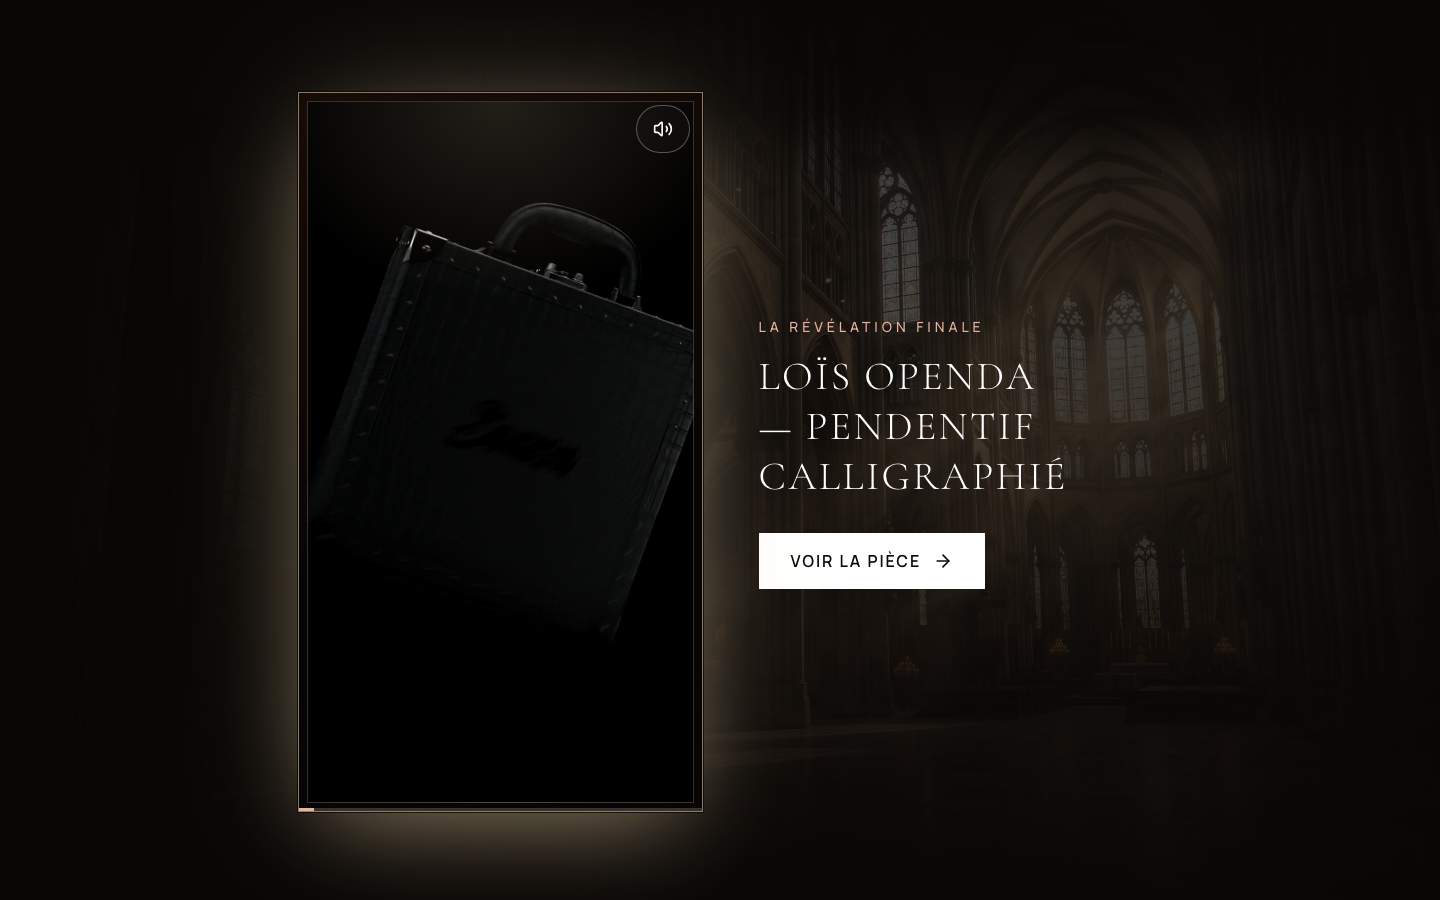 LA RÉVÉLATION FINALE
LOÏS OPENDA
— PENDENTIF
CALLIGRAPHIÉ
VOIR LA PIÈCE